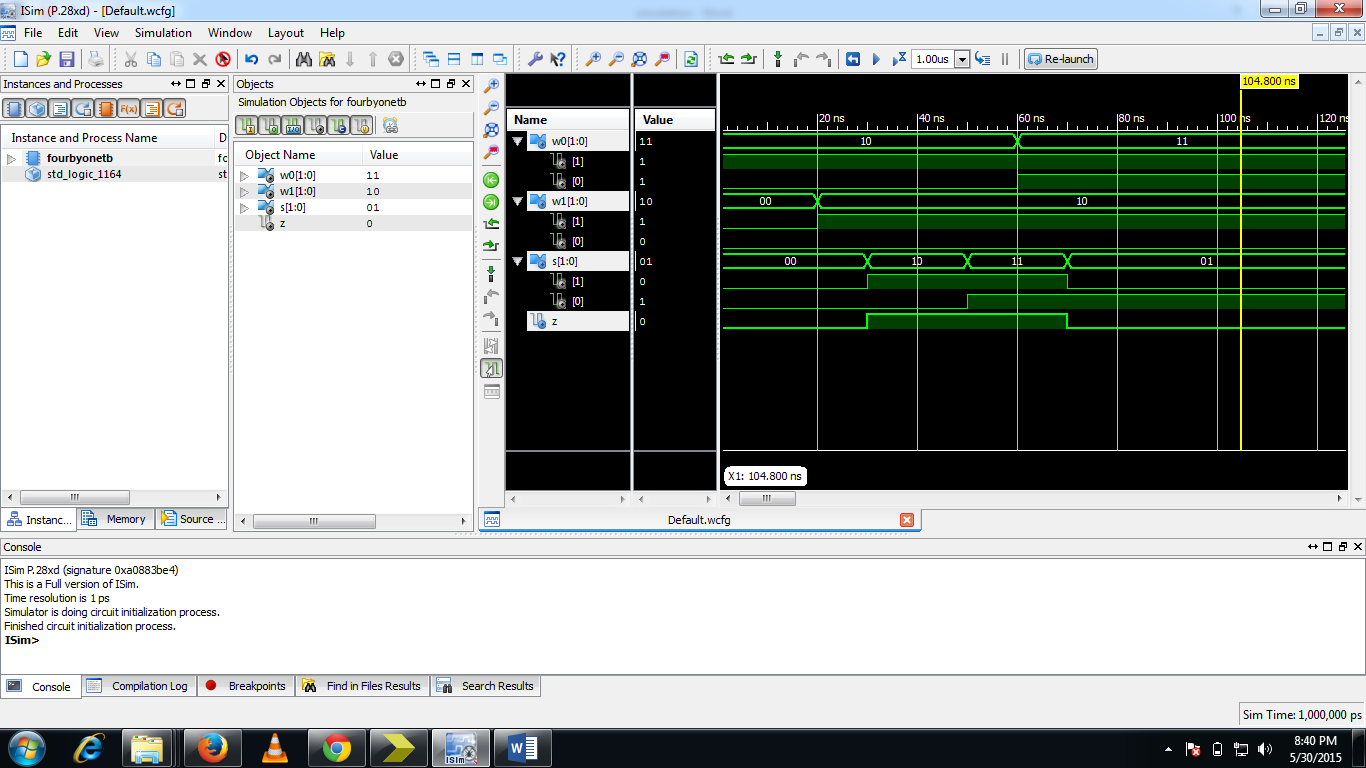 ISim (P.28xd) - [Default.wcfg]
File Edit View Simulation Window Layout Help
1.00us Re-launch
Instances and Processes
Instance and Process Name D
fourbyonetb fc
std_logic_1164 st
Instanc... Memory Source ...
Objects
Simulation Objects for fourbyonetb
Object Name Value
w0[1:0] 11
w1[1:0] 10
s[1:0] 01
z 0
104.800 ns
20 ns 40 ns 60 ns 80 ns 100 ns 120 ns
Name Value
w0[1:0] 11 10 11
[1] 1
[0] 1
w1[1:0] 10 00 10
[1] 1
[0] 0
s[1:0] 01 00 10 11 01
[1] 0
[0] 1
z 0
X1: 104.800 ns
Default.wcfg
Console
ISim P.28xd (signature 0xa0883be4)
This is a Full version of ISim.
Time resolution is 1 ps
Simulator is doing circuit initialization process.
Finished circuit initialization process.
ISim>
Console Compilation Log Breakpoints Find in Files Results Search Results
Sim Time: 1,000,000 ps
ISim
8:40 PM
5/30/2015